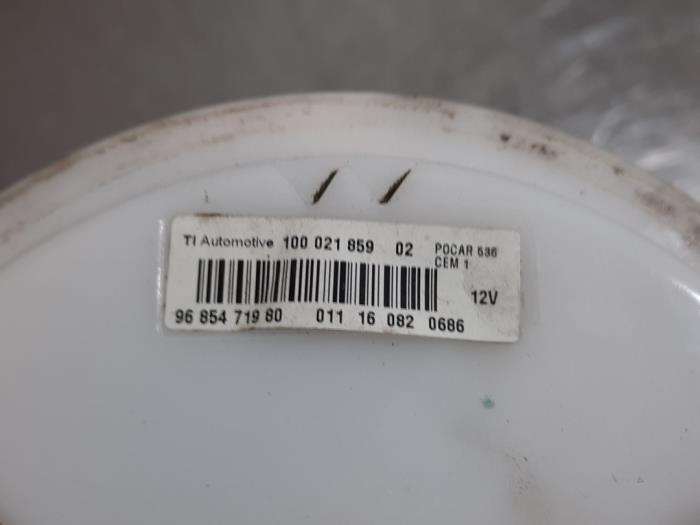 TI Automotive 100 021 859 02 POCAR 536
CEM 1
12V
96 854 719 80 011 16 082 0686